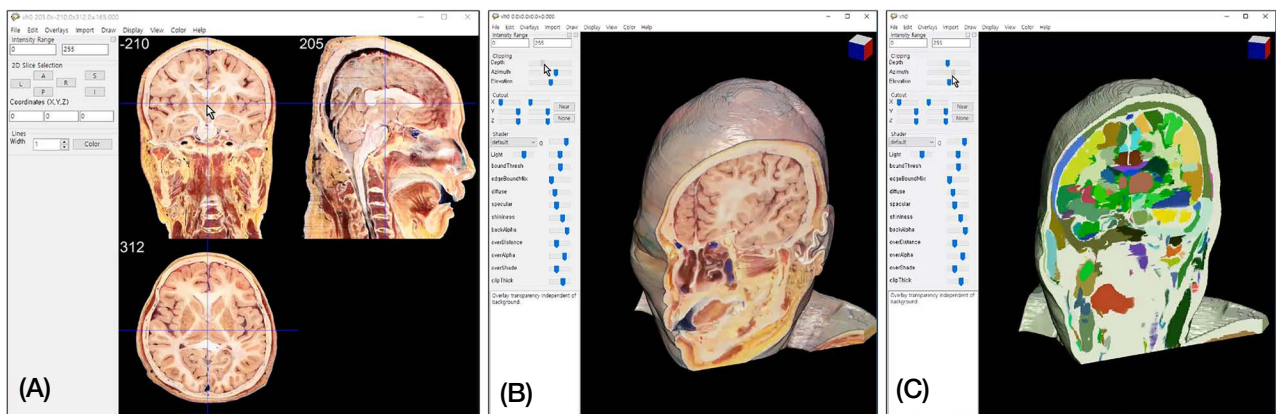 vh0 205.0x-210.0x312.0=165.000
File Edit Overlays Import Draw Display View Color Help
Intensity Range
0 255
2D Slice Selection
A S
L R
P I
Coordinates (X,Y,Z)
0 0 0
Lines
Width 1 Color
-210
205
312
(A)
vh0 0.0x0.0x0.0=0.000
File Edit Overlays Import Draw Display View Color Help
Intensity Range
0 255
Clipping
Depth
Azimuth
Elevation
Cutout
X
Y
Z
Near
None
Shader
default 0
Light
boundThresh
edgeBoundMix
diffuse
specular
shininess
backAlpha
overDistance
overAlpha
overShade
clipThick
Overlay transparency independent of
background.
(B)
vh0
File Edit Overlays Import Draw Display View Color Help
Intensity Range
0 255
Clipping
Depth
Azimuth
Elevation
Cutout
X
Y
Z
Near
None
Shader
default 0
Light
boundThresh
edgeBoundMix
diffuse
specular
shininess
backAlpha
overDistance
overAlpha
overShade
clipThick
Overlay transparency independent of
background.
(C)